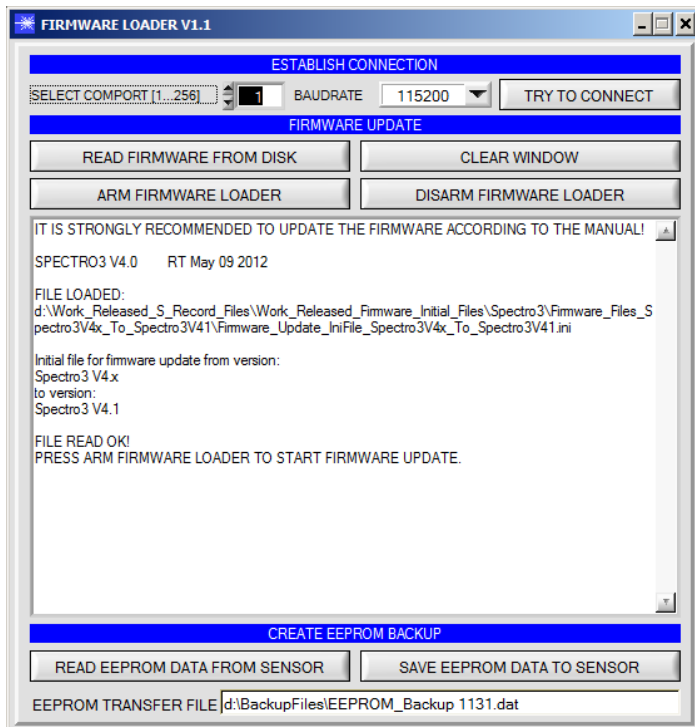 FIRMWARE LOADER V1.1
ESTABLISH CONNECTION
SELECT COMPORT [1...256] 1 BAUDRATE 115200 TRY TO CONNECT
FIRMWARE UPDATE
READ FIRMWARE FROM DISK CLEAR WINDOW
ARM FIRMWARE LOADER DISARM FIRMWARE LOADER
IT IS STRONGLY RECOMMENDED TO UPDATE THE FIRMWARE ACCORDING TO THE MANUAL!
SPECTRO3 V4.0 RT May 09 2012
FILE LOADED:
d:\Work_Released_S_Record_Files\Work_Released_Firmware_Initial_Files\Spectro3\Firmware_Files_S
pectro3V4x_To_Spectro3V41\Firmware_Update_IniFile_Spectro3V4x_To_Spectro3V41.ini
Initial file for firmware update from version:
Spectro3 V4.x
to version:
Spectro3 V4.1
FILE READ OK!
PRESS ARM FIRMWARE LOADER TO START FIRMWARE UPDATE.
CREATE EEPROM BACKUP
READ EEPROM DATA FROM SENSOR SAVE EEPROM DATA TO SENSOR
EEPROM TRANSFER FILE d:\BackupFiles\EEPROM_Backup 1131.dat